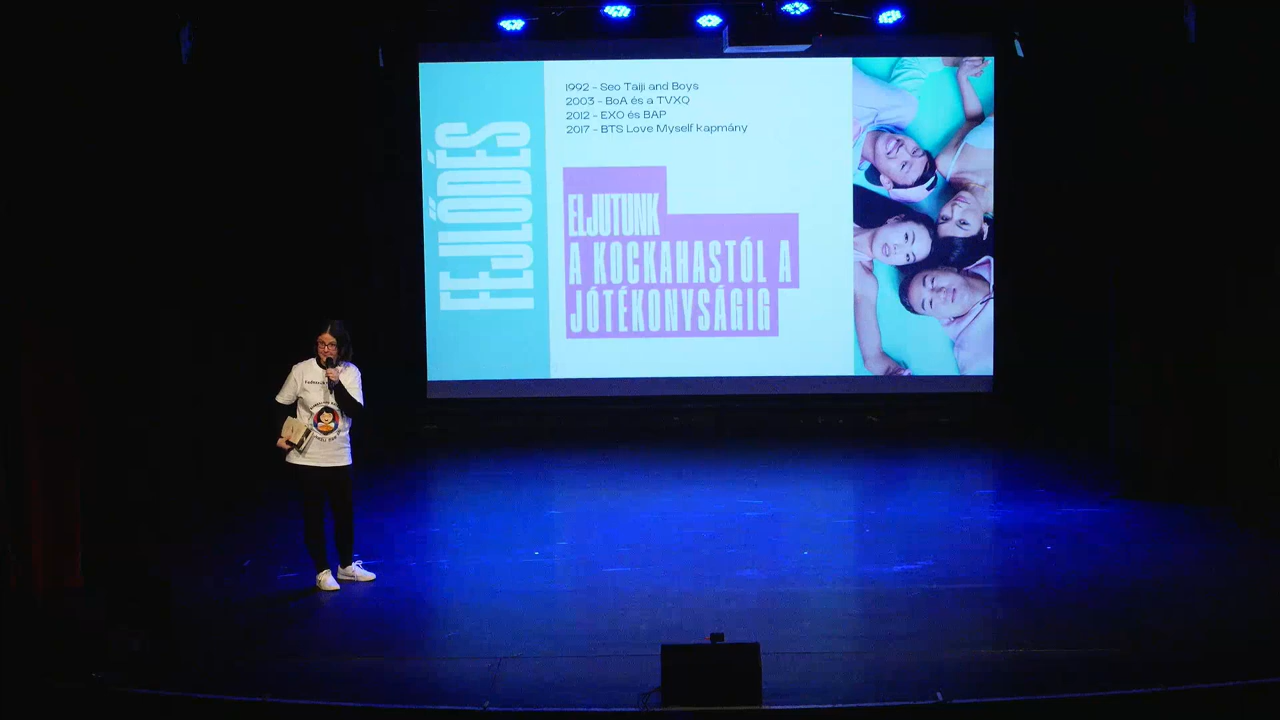 FEJLŐDÉS
1992 - Seo Taiji and Boys
2003 - BoA és a TVXQ
2012 - EXO és BAP
2017 - BTS Love Myself kapmány
ELJUTUNK
A KOCKAHASTÓL A
JÓTÉKONYSÁGIG